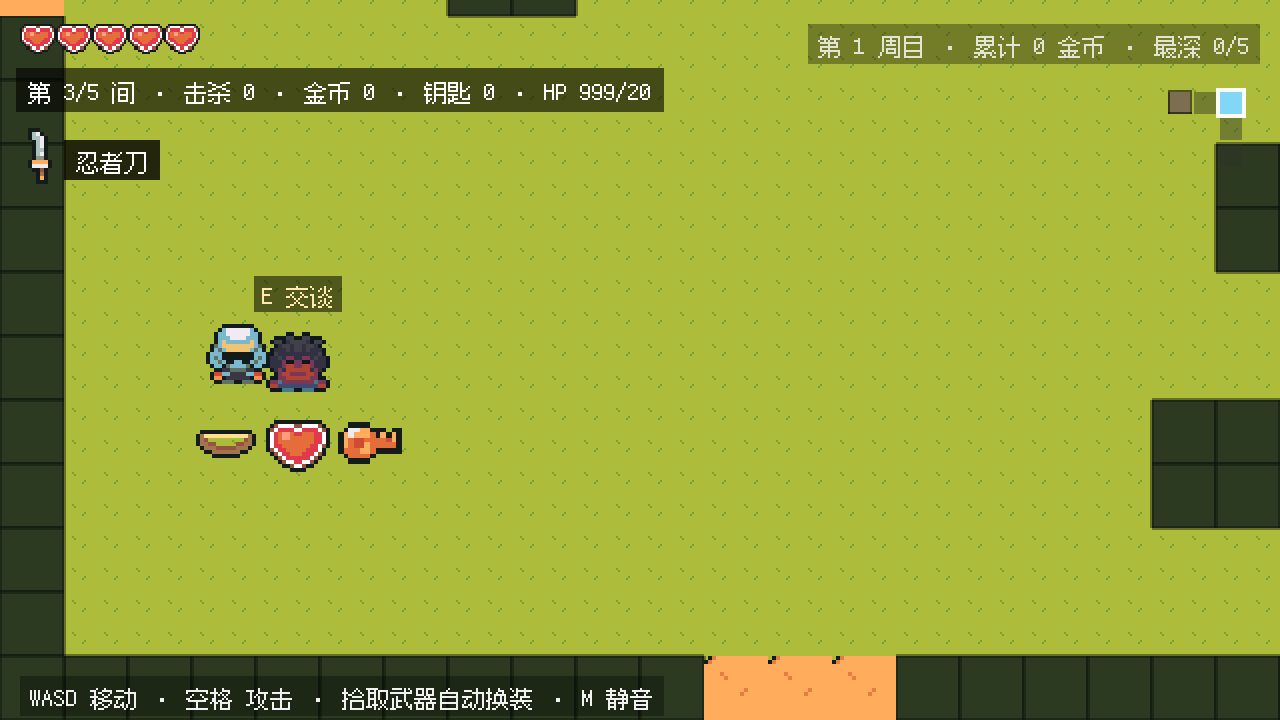 第 1 周目 · 累计 0 金币 · 最深 0/5
第 3/5 间 · 击杀 0 · 金币 0 · 钥匙 0 · HP 999/20
忍者刀
E 交谈
WASD 移动 · 空格 攻击 · 拾取武器自动换装 · M 静音